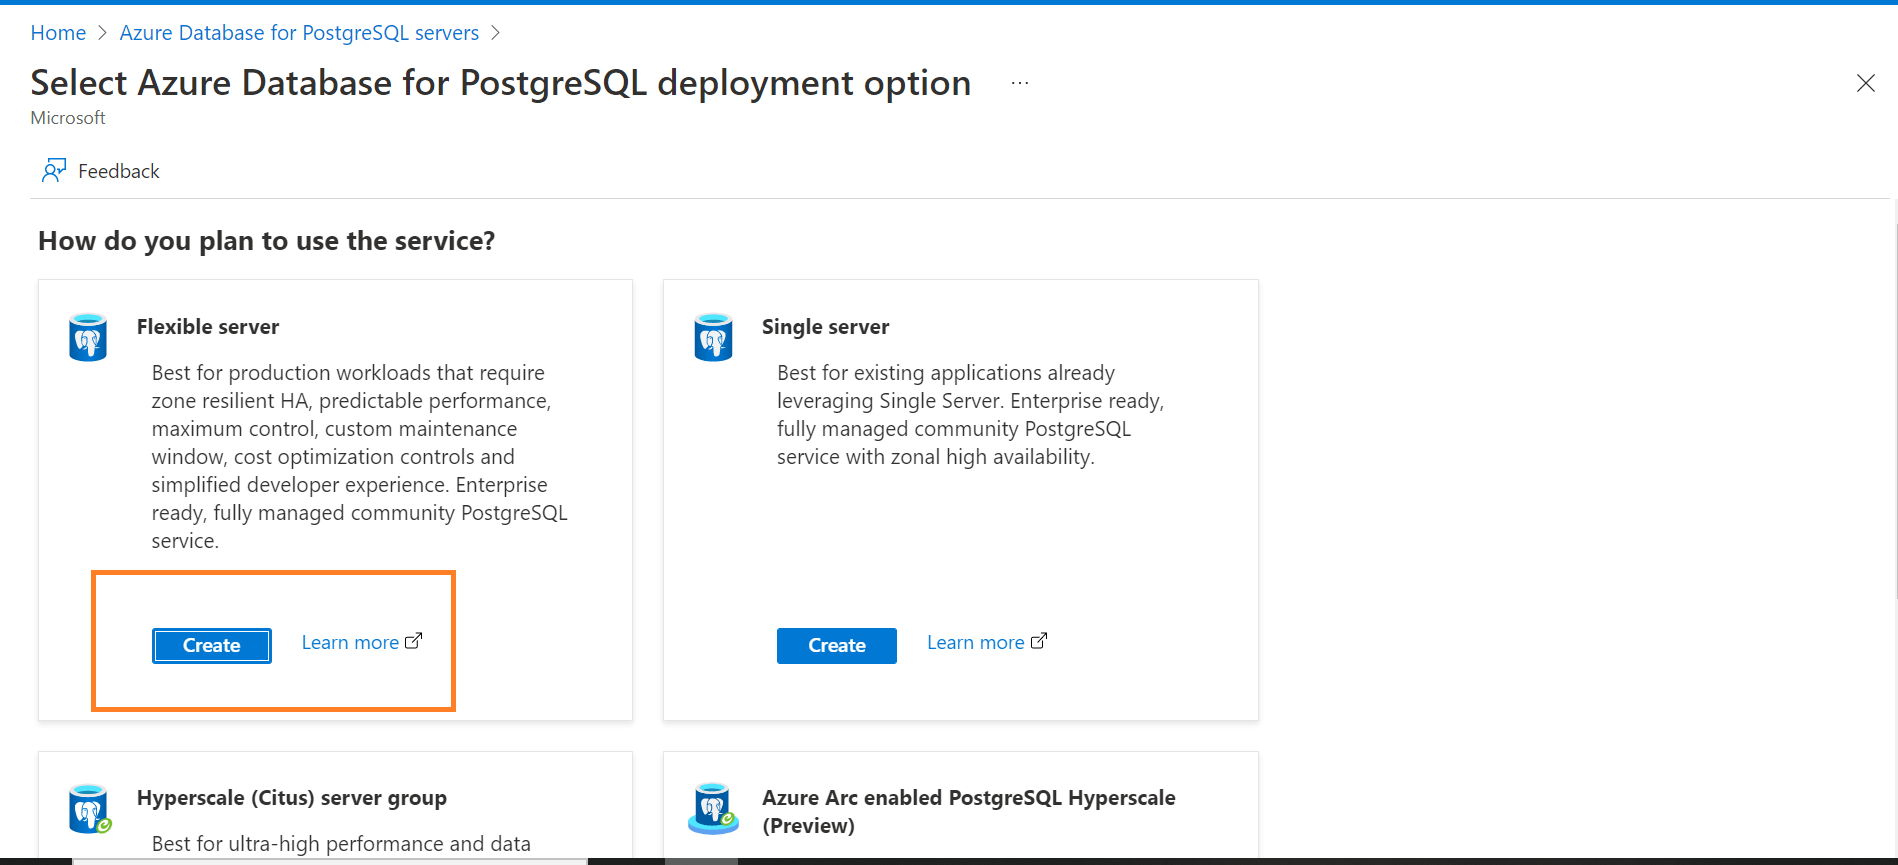 Home > Azure Database for PostgreSQL servers >
Select Azure Database for PostgreSQL deployment option ...
Microsoft
Feedback
How do you plan to use the service?
Flexible server
Best for production workloads that require
zone resilient HA, predictable performance,
maximum control, custom maintenance
window, cost optimization controls and
simplified developer experience. Enterprise
ready, fully managed community PostgreSQL
service.
Create Learn more
Single server
Best for existing applications already
leveraging Single Server. Enterprise ready,
fully managed community PostgreSQL
service with zonal high availability.
Create Learn more
Hyperscale (Citus) server group
Best for ultra-high performance and data
Azure Arc enabled PostgreSQL Hyperscale
(Preview)